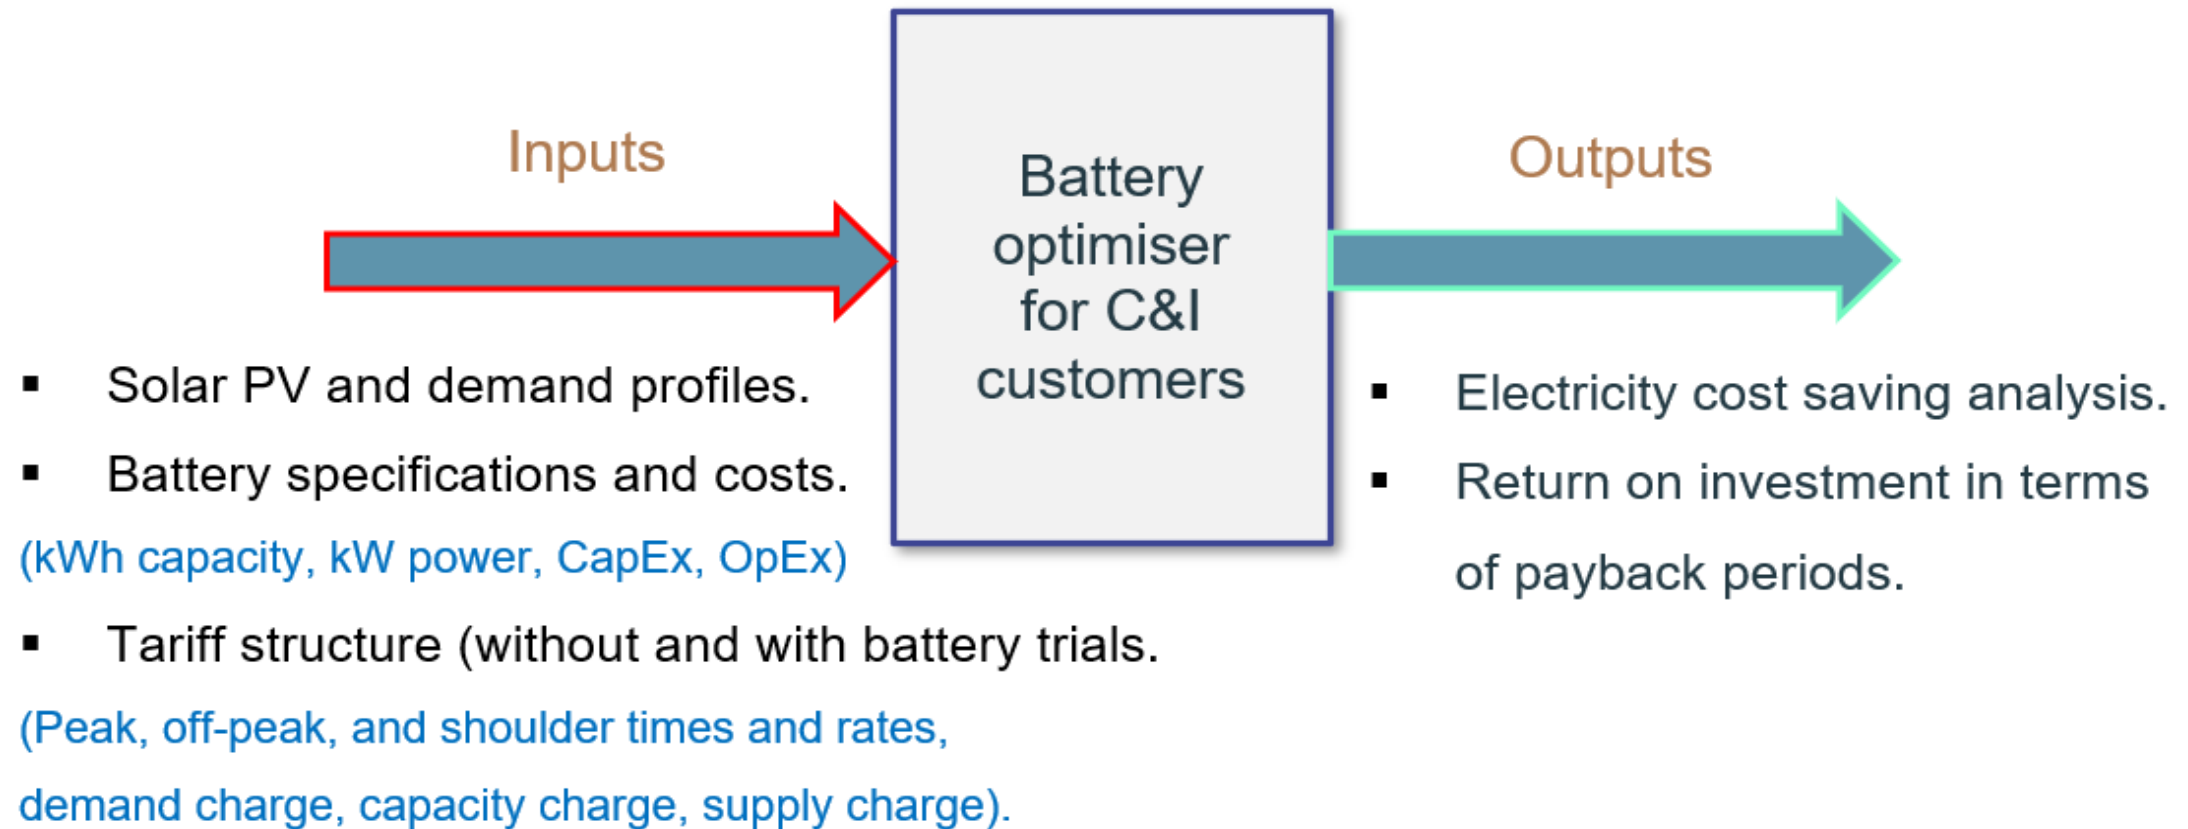 Inputs
Battery
optimiser
for C&I
customers
Outputs
▪ Solar PV and demand profiles.
▪ Battery specifications and costs.
(kWh capacity, kW power, CapEx, OpEx)
▪ Tariff structure (without and with battery trials.
(Peak, off-peak, and shoulder times and rates,
demand charge, capacity charge, supply charge).
▪ Electricity cost saving analysis.
▪ Return on investment in terms
of payback periods.